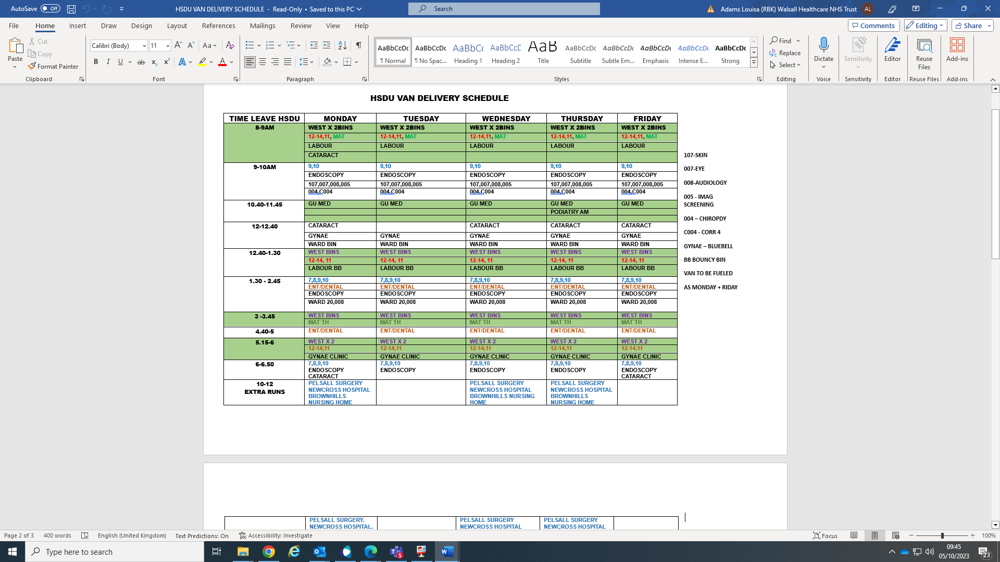 AutoSave Off HSDU VAN DELIVERY SCHEDULE - Read-Only • Saved to this PC Search Adams Louisa (RBK) Walsall Healthcare NHS Trust AL
File Home Insert Draw Design Layout References Mailings Review View Help Comments Editing Share
Paste Cut Copy Format Painter
Calibri (Body) 11
AaBbCcDc ¶ Normal AaBbCcDc ¶ No Spac... AaBbCc Heading 1 AaBbCcD Heading 2 AaB Title AaBbCcDc Subtitle AaBbCcDc Subtle Em... AaBbCcDc Emphasis AaBbCcDc Intense E... AaBbCcDc Strong
Find Replace Select Dictate Sensitivity Editor Reuse Files Add-ins
Clipboard Font Paragraph Styles Editing Voice Sensitivity Editor Reuse Files Add-ins
HSDU VAN DELIVERY SCHEDULE
TIME LEAVE HSDU MONDAY TUESDAY WEDNESDAY THURSDAY FRIDAY
8-9AM WEST X 2BINS WEST X 2BINS WEST X 2BINS WEST X 2BINS WEST X 2BINS
12-14,11, MAT 12-14,11, MAT 12-14,11, MAT 12-14,11, MAT 12-14,11, MAT
LABOUR LABOUR LABOUR LABOUR LABOUR
CATARACT
9-10AM 9,10 9,10 9,10 9,10 9,10
ENDOSCOPY ENDOSCOPY ENDOSCOPY ENDOSCOPY ENDOSCOPY
107,007,008,005 107,007,008,005 107,007,008,005 107,007,008,005 107,007,008,005
004,C004 004,C004 004,C004 004,C004 004,C004
10.40-11.45 GU MED GU MED GU MED GU MED GU MED
PODIATRY AM
12-12.40 CATARACT CATARACT CATARACT CATARACT
GYNAE GYNAE GYNAE GYNAE GYNAE
WARD BIN WARD BIN WARD BIN WARD BIN WARD BIN
12.40-1.30 WEST BINS WEST BINS WEST BINS WEST BINS WEST BINS
12-14, 11 12-14, 11 12-14, 11 12-14, 11 12-14, 11
LABOUR BB LABOUR BB LABOUR BB LABOUR BB LABOUR BB
1.30 - 2.45 7,8,9,10 7,8,9,10 7,8,9,10 7,8,9,10 7,8,9,10
ENT/DENTAL ENT/DENTAL ENT/DENTAL ENT/DENTAL ENT/DENTAL
ENDOSCOPY ENDOSCOPY ENDOSCOPY ENDOSCOPY ENDOSCOPY
WARD 20,008 WARD 20,008 WARD 20,008 WARD 20,008 WARD 20,008
3 -3.45 WEST BINS WEST BINS WEST BINS WEST BINS WEST BINS
MAT TH MAT TH MAT TH MAT TH MAT TH
4.40-5 ENT/DENTAL ENT/DENTAL ENT/DENTAL ENT/DENTAL ENT/DENTAL
5.15-6 WEST X 2 WEST X 2 WEST X 2 WEST X 2 WEST X 2
12-14,11 12-14,11 12-14,11 12-14,11 12-14,11
GYNAE CLINIC GYNAE CLINIC GYNAE CLINIC GYNAE CLINIC GYNAE CLINIC
6-6.50 7,8,9,10 7,8,9,10 7,8,9,10 7,8,9,10 7,8,9,10
ENDOSCOPY ENDOSCOPY ENDOSCOPY ENDOSCOPY ENDOSCOPY
CATARACT CATARACT
10-12 PELSALL SURGERY PELSALL SURGERY PELSALL SURGERY
EXTRA RUNS NEWCROSS HOSPITAL NEWCROSS HOSPITAL NEWCROSS HOSPITAL
BROWNHILLS BROWNHILLS NURSING BROWNHILLS
NURSING HOME HOME NURSING HOME
107-SKIN
007-EYE
008-AUDIOLOGY
005 - IMAG
SCREENING
004 – CHIROPDY
C004 - CORR 4
GYNAE – BLUEBELL
BB BOUNCY BIN
VAN TO BE FUELED
AS MONDAY + RIDAY
PELSALL SURGERY. PELSALL SURGERY PELSALL SURGERY
NEWCROSS HOSPITAL. NEWCROSS HOSPITAL NEWCROSS HOSPITAL
Page 2 of 3 400 words English (United Kingdom) Text Predictions: On Accessibility: Investigate Focus 100%
Type here to search 5 09:45
05/10/2023 23